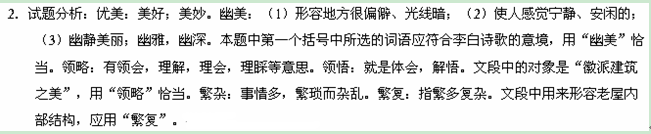 2. 试题分析：优美：美好；美妙。幽美：（1）形容地方很偏僻、光线暗；（2）使人感觉宁静、安闲的；
（3）幽静美丽；幽雅，幽深。本题中第一个括号中所选的词语应符合李白诗歌的意境，用“幽美”恰
当。领略：有领会，理解，理会，理睬等意思。领悟：就是体会，解悟。文段中的对象是“徽派建筑
之美”，用“领略”恰当。繁杂：事情多，繁琐而杂乱。繁复：指繁多复杂。文段中用来形容老屋内
部结构，应用“繁复”。